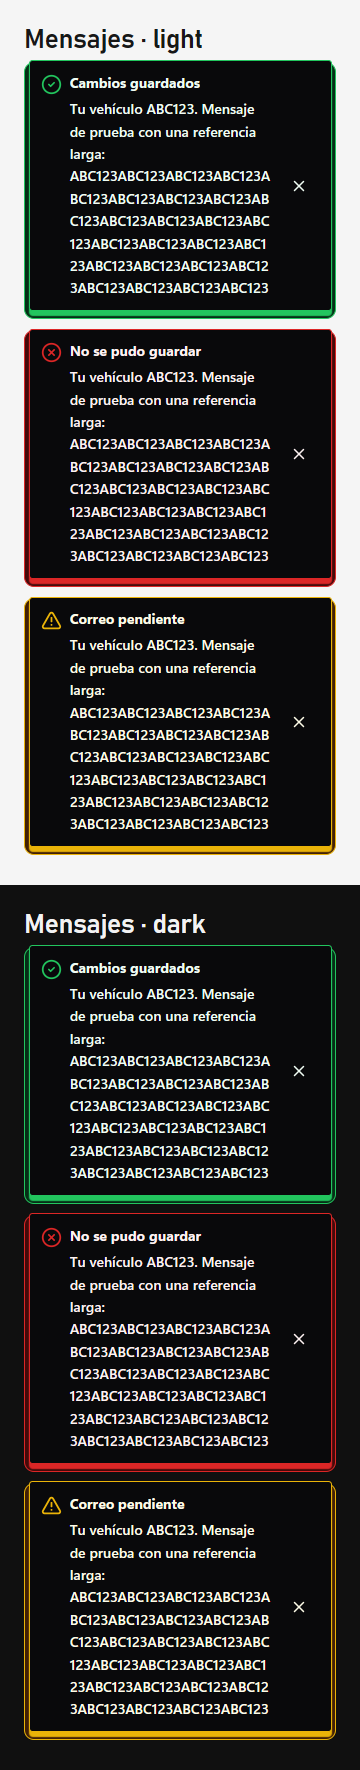 Mensajes · light
Cambios guardados
Tu vehículo ABC123. Mensaje
de prueba con una referencia
larga:
ABC123ABC123ABC123ABC123A
BC123ABC123ABC123ABC123AB
C123ABC123ABC123ABC123ABC
123ABC123ABC123ABC123ABC1
23ABC123ABC123ABC123ABC12
3ABC123ABC123ABC123ABC123
No se pudo guardar
Tu vehículo ABC123. Mensaje
de prueba con una referencia
larga:
ABC123ABC123ABC123ABC123A
BC123ABC123ABC123ABC123AB
C123ABC123ABC123ABC123ABC
123ABC123ABC123ABC123ABC1
23ABC123ABC123ABC123ABC12
3ABC123ABC123ABC123ABC123
Correo pendiente
Tu vehículo ABC123. Mensaje
de prueba con una referencia
larga:
ABC123ABC123ABC123ABC123A
BC123ABC123ABC123ABC123AB
C123ABC123ABC123ABC123ABC
123ABC123ABC123ABC123ABC1
23ABC123ABC123ABC123ABC12
3ABC123ABC123ABC123ABC123
Mensajes · dark
Cambios guardados
Tu vehículo ABC123. Mensaje
de prueba con una referencia
larga:
ABC123ABC123ABC123ABC123A
BC123ABC123ABC123ABC123AB
C123ABC123ABC123ABC123ABC
123ABC123ABC123ABC123ABC1
23ABC123ABC123ABC123ABC12
3ABC123ABC123ABC123ABC123
No se pudo guardar
Tu vehículo ABC123. Mensaje
de prueba con una referencia
larga:
ABC123ABC123ABC123ABC123A
BC123ABC123ABC123ABC123AB
C123ABC123ABC123ABC123ABC
123ABC123ABC123ABC123ABC1
23ABC123ABC123ABC123ABC12
3ABC123ABC123ABC123ABC123
Correo pendiente
Tu vehículo ABC123. Mensaje
de prueba con una referencia
larga:
ABC123ABC123ABC123ABC123A
BC123ABC123ABC123ABC123AB
C123ABC123ABC123ABC123ABC
123ABC123ABC123ABC123ABC1
23ABC123ABC123ABC123ABC12
3ABC123ABC123ABC123ABC123